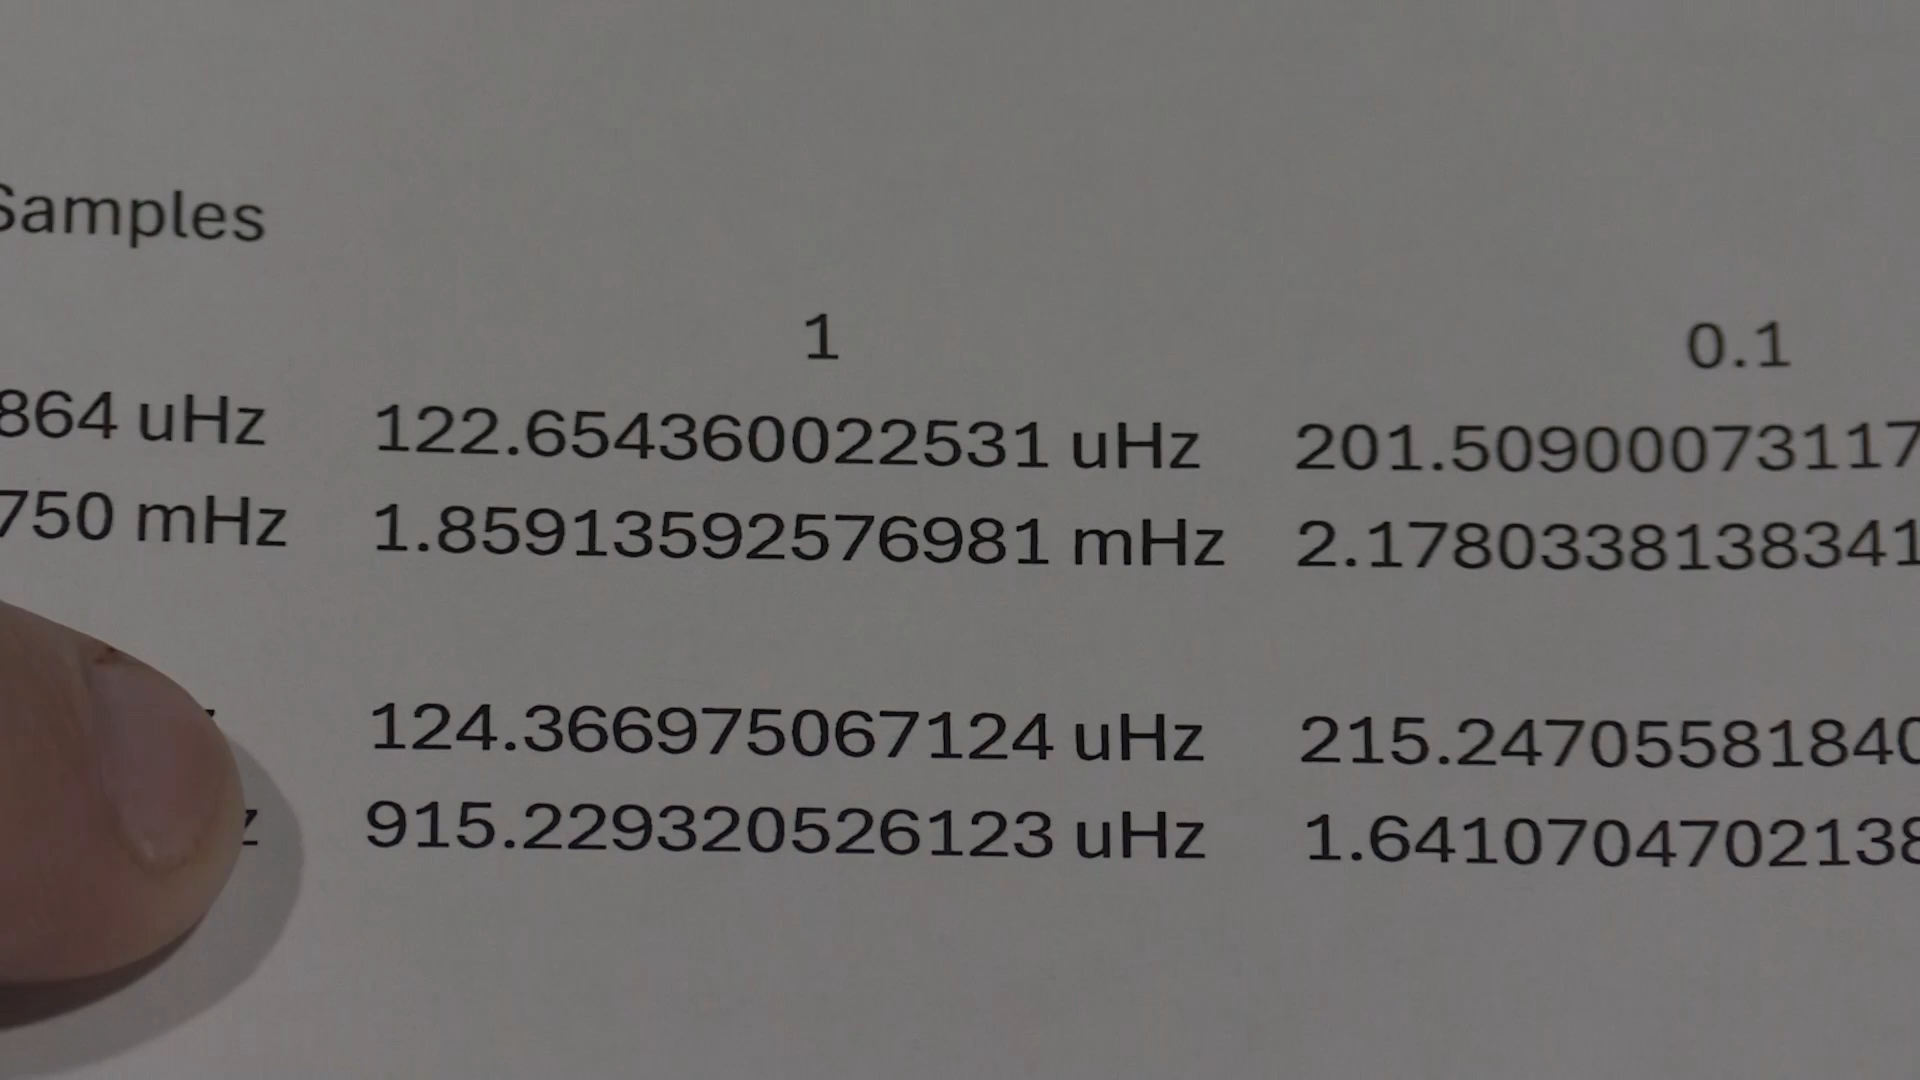 Samples
1 0.1
864 uHz 122.654360022531 uHz 201.50900073117
750 mHz 1.85913592576981 mHz 2.1780338138341
124.366975067124 uHz 215.24705581840
z 915.229320526123 uHz 1.6410704702138